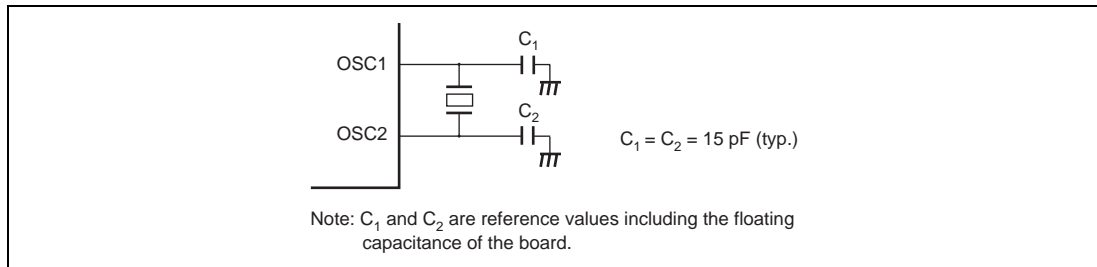 C₁
OSC1
C₂
OSC2
C₁ = C₂ = 15 pF (typ.)
Note: C₁ and C₂ are reference values including the floating
capacitance of the board.